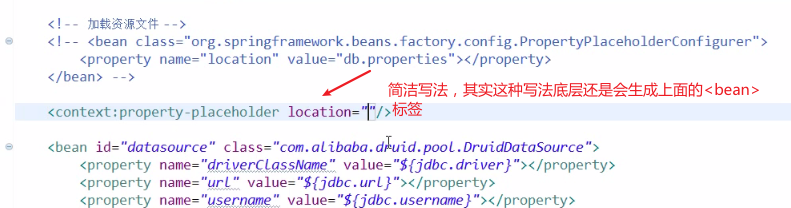 <!-- 加载资源文件 -->
<!-- <bean class="org.springframework.beans.factory.config.PropertyPlaceholderConfigurer">
<property name="location" value="db.properties"></property>
</bean> -->
简洁写法，其实这种写法底层还是会生成上面的<bean>
标签
<context:property-placeholder location=""/>
<bean id="datasource" class="com.alibaba.druid.pool.DruidDataSource">
<property name="driverClassName" value="${jdbc.driver}"></property>
<property name="url" value="${jdbc.url}"></property>
<property name="username" value="${jdbc.username}"></property>